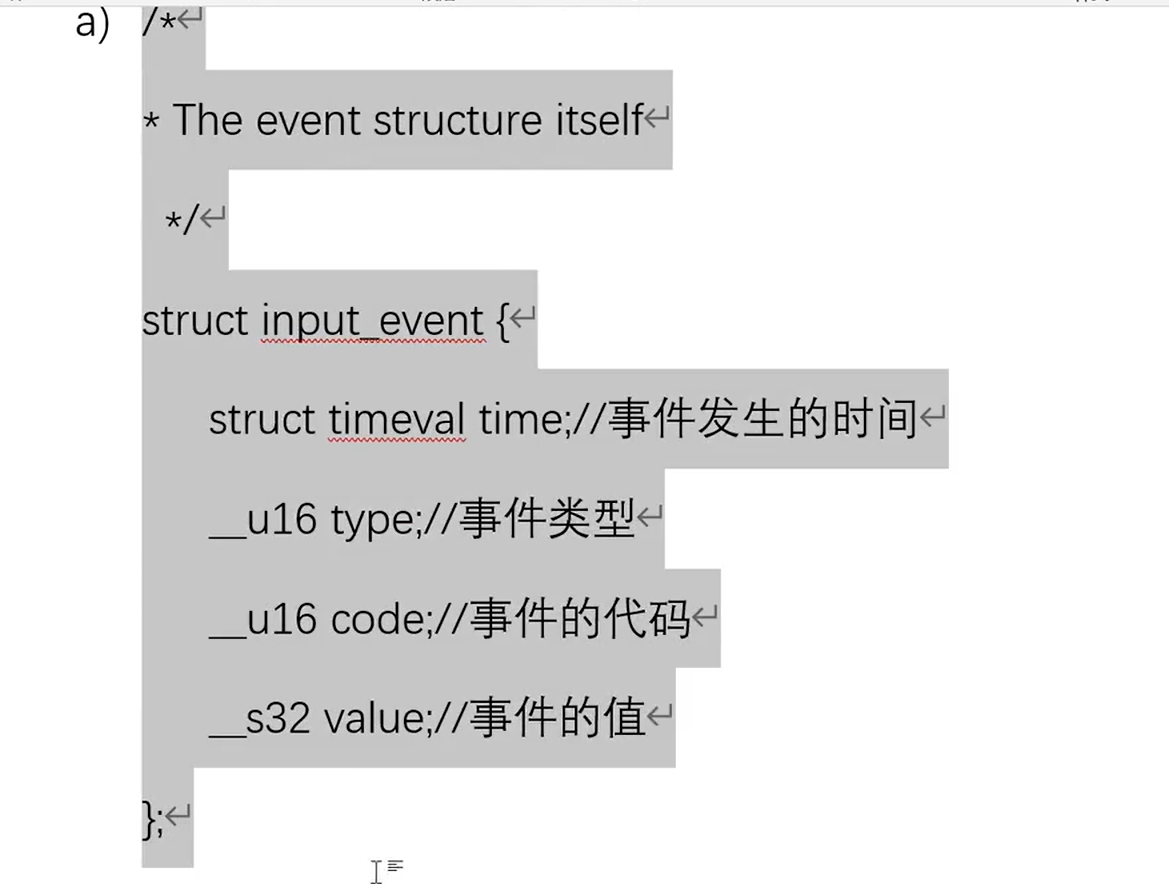 a) /*
* The event structure itself
*/
struct input_event {
struct timeval time;//事件发生的时间
__u16 type;//事件类型
__u16 code;//事件的代码
__s32 value;//事件的值
};